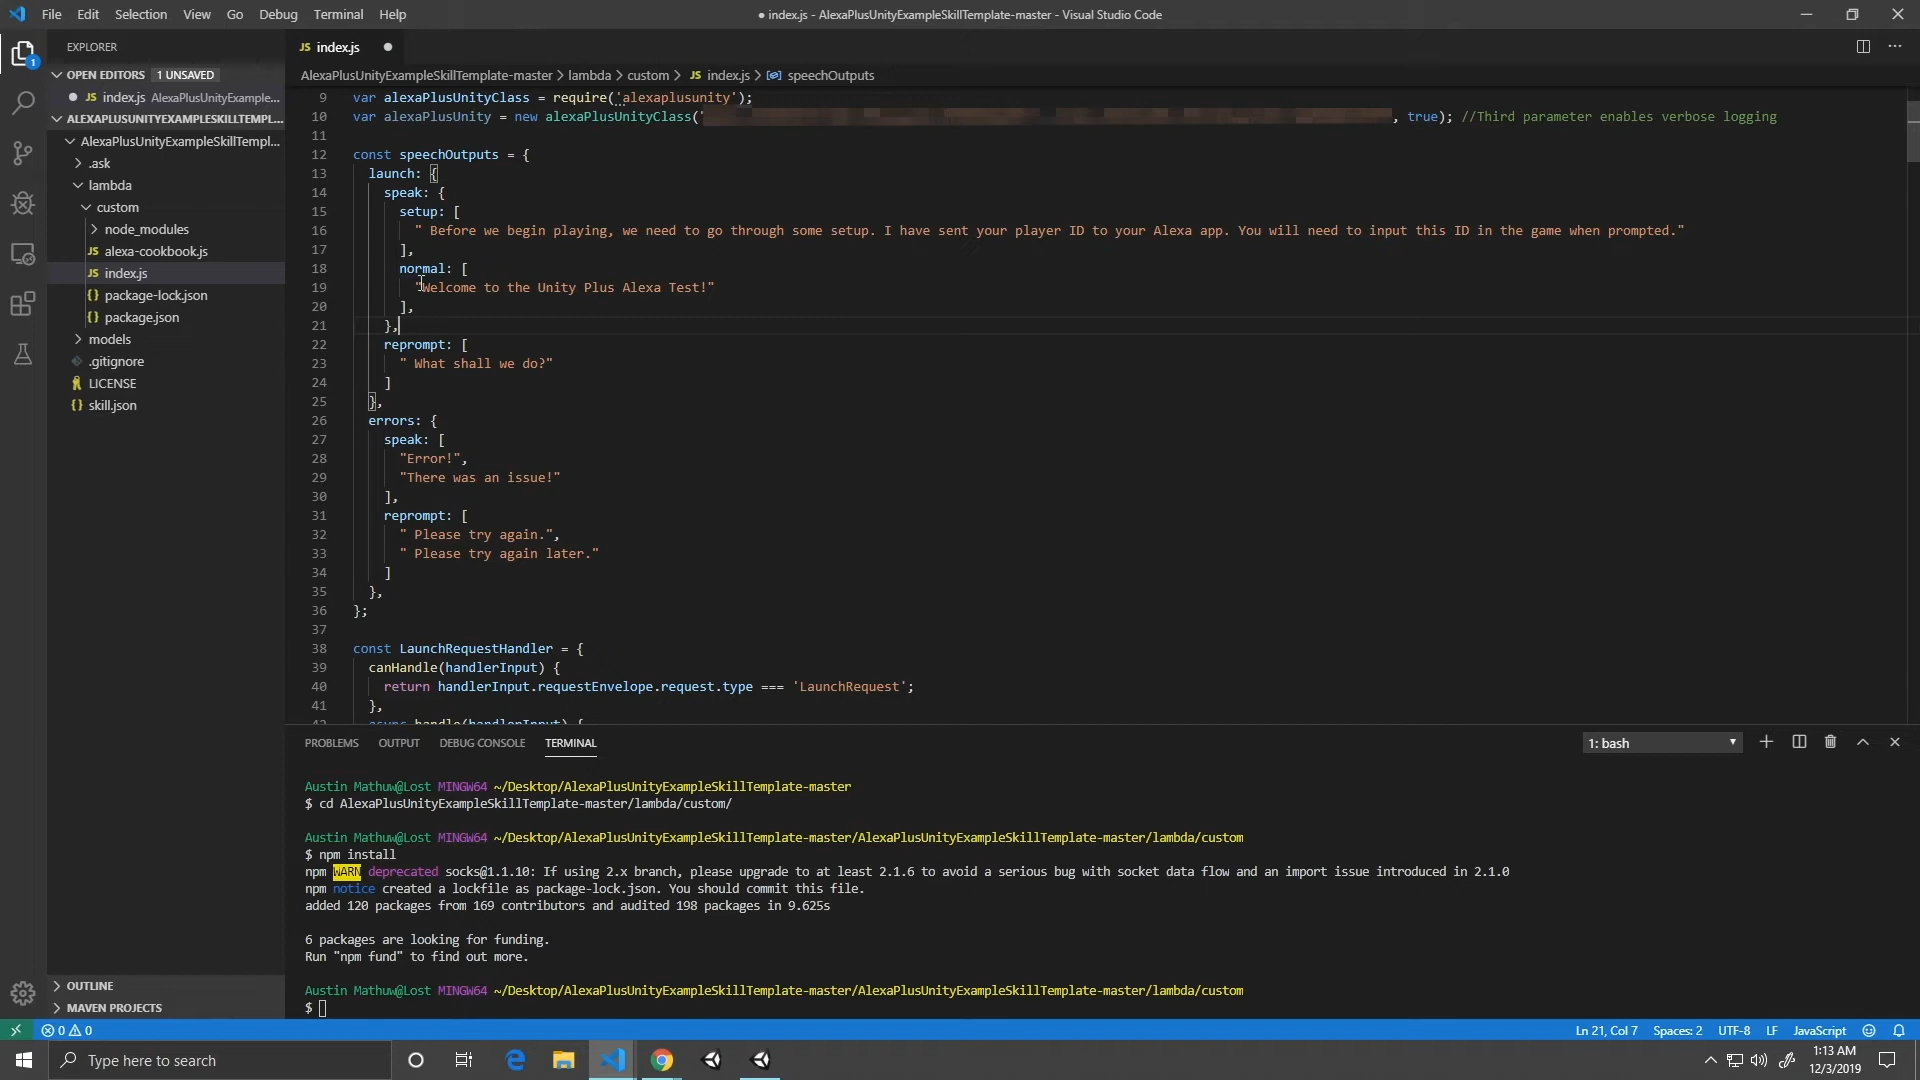 File Edit Selection View Go Debug Terminal Help
● index.js - AlexaPlusUnityExampleSkillTemplate-master - Visual Studio Code
EXPLORER
OPEN EDITORS 1 UNSAVED
● JS index.js AlexaPlusUnityExample...
ALEXAPLUSUNITYEXAMPLESKILLTEMPL...
AlexaPlusUnityExampleSkillTempl...
.ask
lambda
custom
node_modules
JS alexa-cookbook.js
JS index.js
{} package-lock.json
{} package.json
models
.gitignore
LICENSE
{} skill.json
OUTLINE
MAVEN PROJECTS
1
JS index.js ●
AlexaPlusUnityExampleSkillTemplate-master > lambda > custom > JS index.js > speechOutputs
9 var alexaPlusUnityClass = require('alexaplusunity');
10 var alexaPlusUnity = new alexaPlusUnityClass(' , true); //Third parameter enables verbose logging
11
12 const speechOutputs = {
13 launch: {
14 speak: {
15 setup: [
16 " Before we begin playing, we need to go through some setup. I have sent your player ID to your Alexa app. You will need to input this ID in the game when prompted."
17 ],
18 normal: [
19 "Welcome to the Unity Plus Alexa Test!"
20 ],
21 },
22 reprompt: [
23 " What shall we do?"
24 ]
25 },
26 errors: {
27 speak: [
28 "Error!",
29 "There was an issue!"
30 ],
31 reprompt: [
32 " Please try again.",
33 " Please try again later."
34 ]
35 },
36 };
37
38 const LaunchRequestHandler = {
39 canHandle(handlerInput) {
40 return handlerInput.requestEnvelope.request.type === 'LaunchRequest';
41 },
42 async handle(handlerInput) {
PROBLEMS OUTPUT DEBUG CONSOLE TERMINAL 1: bash
Austin Mathuw@Lost MINGW64 ~/Desktop/AlexaPlusUnityExampleSkillTemplate-master
$ cd AlexaPlusUnityExampleSkillTemplate-master/lambda/custom/
Austin Mathuw@Lost MINGW64 ~/Desktop/AlexaPlusUnityExampleSkillTemplate-master/AlexaPlusUnityExampleSkillTemplate-master/lambda/custom
$ npm install
npm WARN deprecated socks@1.1.10: If using 2.x branch, please upgrade to at least 2.1.6 to avoid a serious bug with socket data flow and an import issue introduced in 2.1.0
npm notice created a lockfile as package-lock.json. You should commit this file.
added 120 packages from 169 contributors and audited 198 packages in 9.625s
6 packages are looking for funding.
Run "npm fund" to find out more.
Austin Mathuw@Lost MINGW64 ~/Desktop/AlexaPlusUnityExampleSkillTemplate-master/AlexaPlusUnityExampleSkillTemplate-master/lambda/custom
$
0 0 Ln 21, Col 7 Spaces: 2 UTF-8 LF JavaScript
Type here to search
1:13 AM
12/3/2019